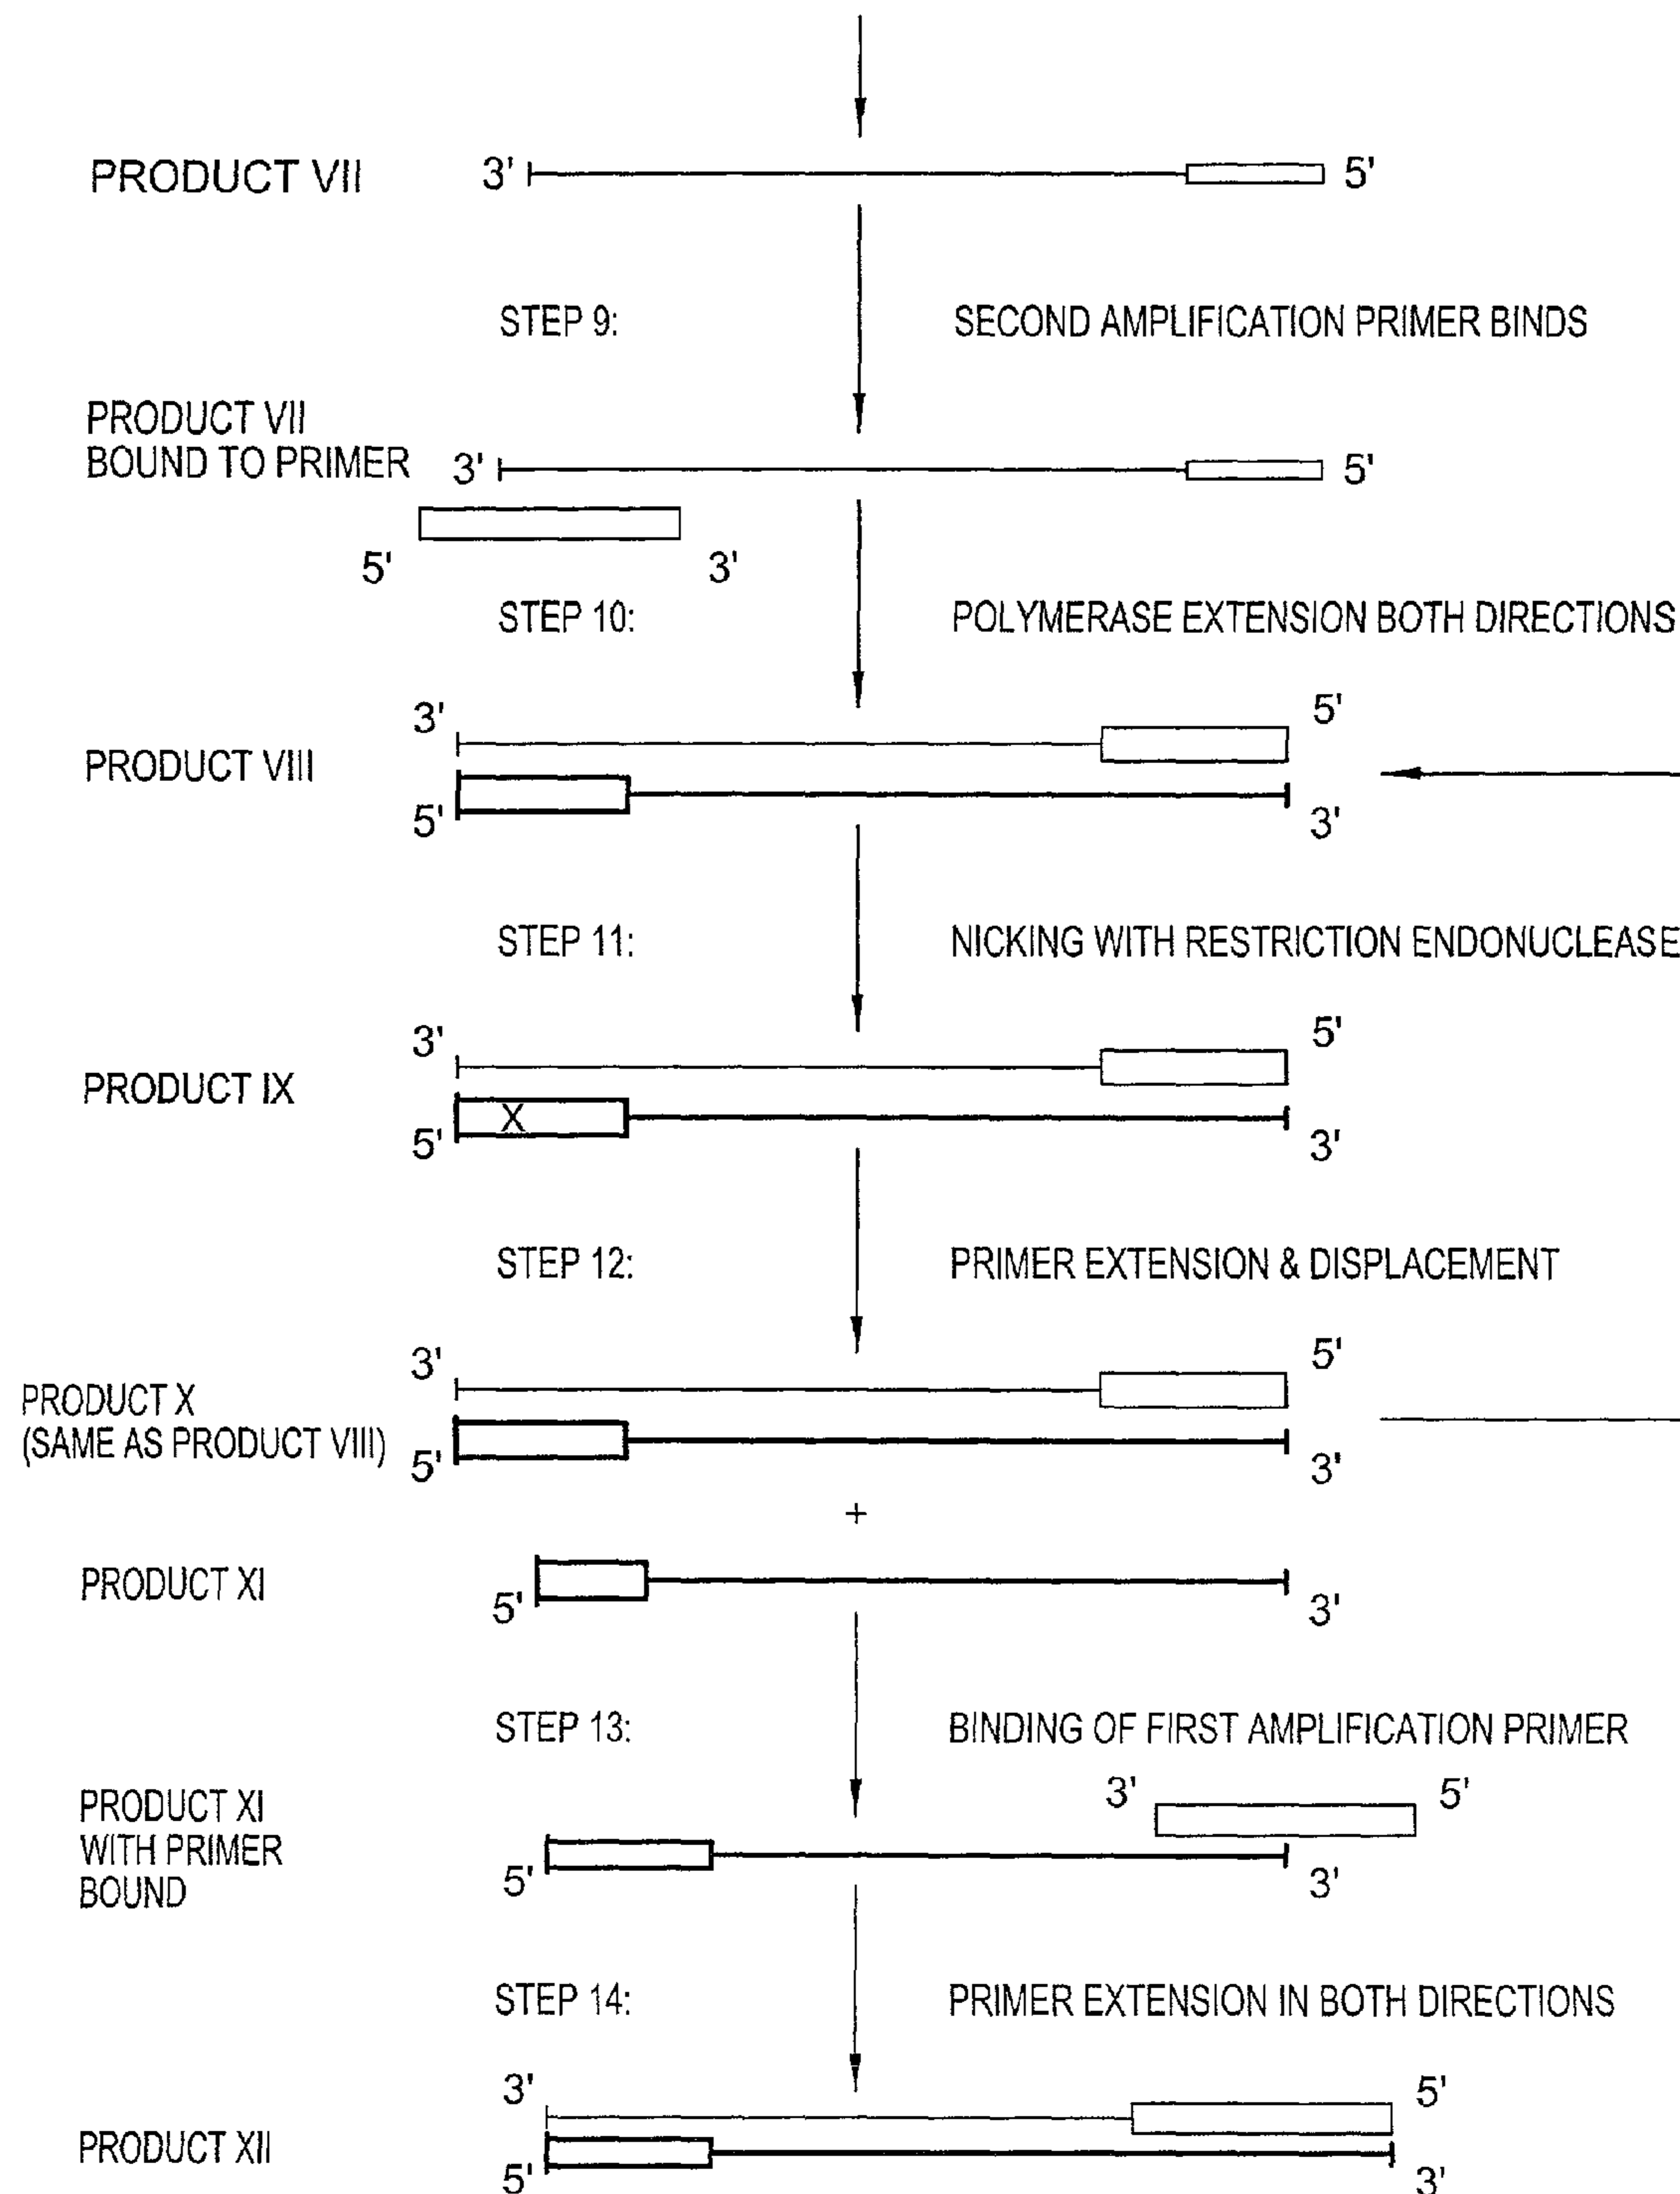 PRODUCT VII 3' 5'
STEP 9: SECOND AMPLIFICATION PRIMER BINDS
PRODUCT VII
BOUND TO PRIMER 3' 5'
5' 3'
STEP 10: POLYMERASE EXTENSION BOTH DIRECTIONS
3' 5'
PRODUCT VIII
5' 3'
STEP 11: NICKING WITH RESTRICTION ENDONUCLEASE
3' 5'
PRODUCT IX
X
5' 3'
STEP 12: PRIMER EXTENSION & DISPLACEMENT
3' 5'
PRODUCT X
(SAME AS PRODUCT VIII)
5' 3'
+
PRODUCT XI
5' 3'
STEP 13: BINDING OF FIRST AMPLIFICATION PRIMER
3' 5'
PRODUCT XI
WITH PRIMER
BOUND
5' 3'
STEP 14: PRIMER EXTENSION IN BOTH DIRECTIONS
3' 5'
PRODUCT XII
5' 3'